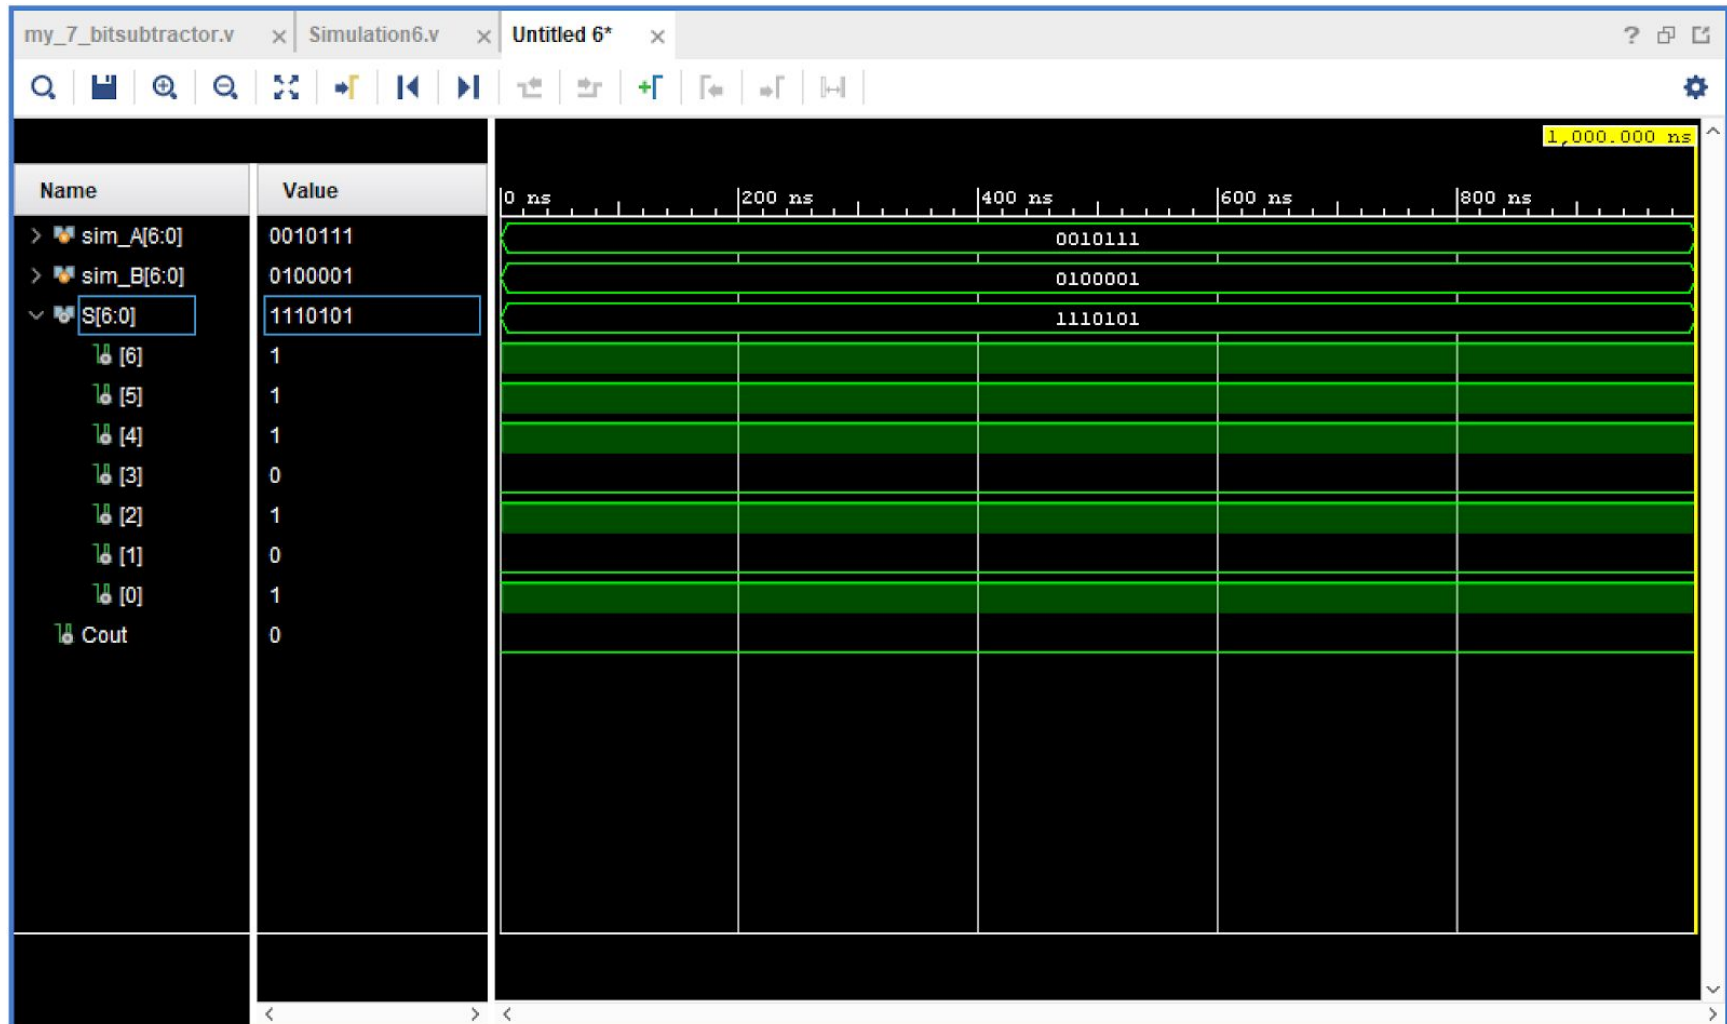 my_7_bitsubtractor.v × Simulation6.v × Untitled 6* × ?
1,000.000 ns
Name Value 0 ns 200 ns 400 ns 600 ns 800 ns
sim_A[6:0] 0010111 0010111
sim_B[6:0] 0100001 0100001
S[6:0] 1110101 1110101
[6] 1
[5] 1
[4] 1
[3] 0
[2] 1
[1] 0
[0] 1
Cout 0